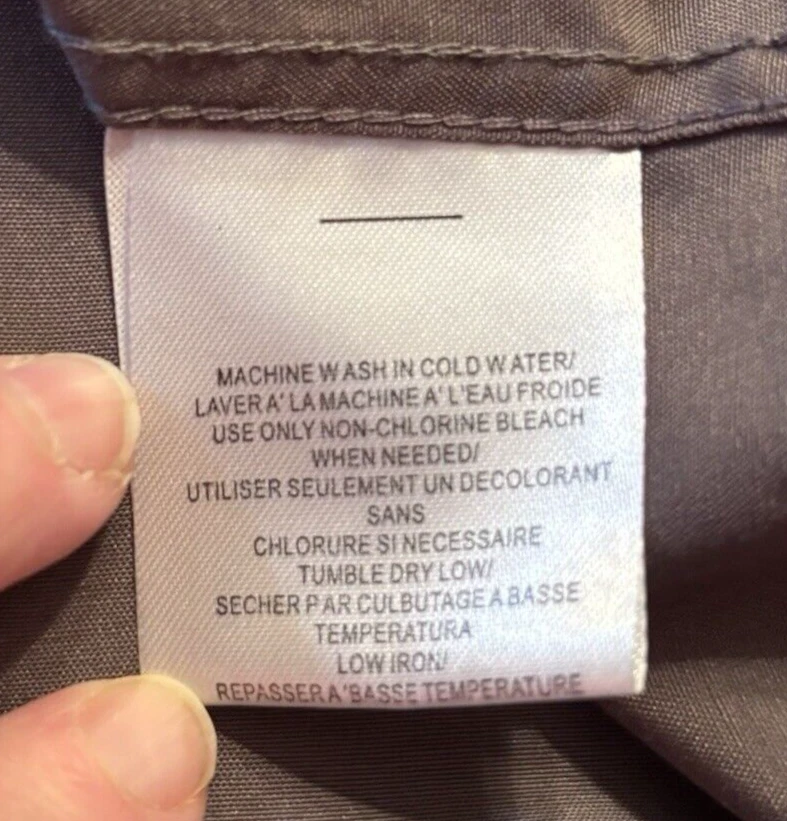 MACHINE WASH IN COLD WATER/
LAVER A' LA MACHINE A' L'EAU FROIDE
USE ONLY NON-CHLORINE BLEACH
WHEN NEEDED/
UTILISER SEULEMENT UN DECOLORANT
SANS
CHLORURE SI NECESSAIRE
TUMBLE DRY LOW/
SECHER PAR CULBUTAGE A BASSE
TEMPERATURA
LOW IRON/
REPASSER A'BASSE TEMPERATURE